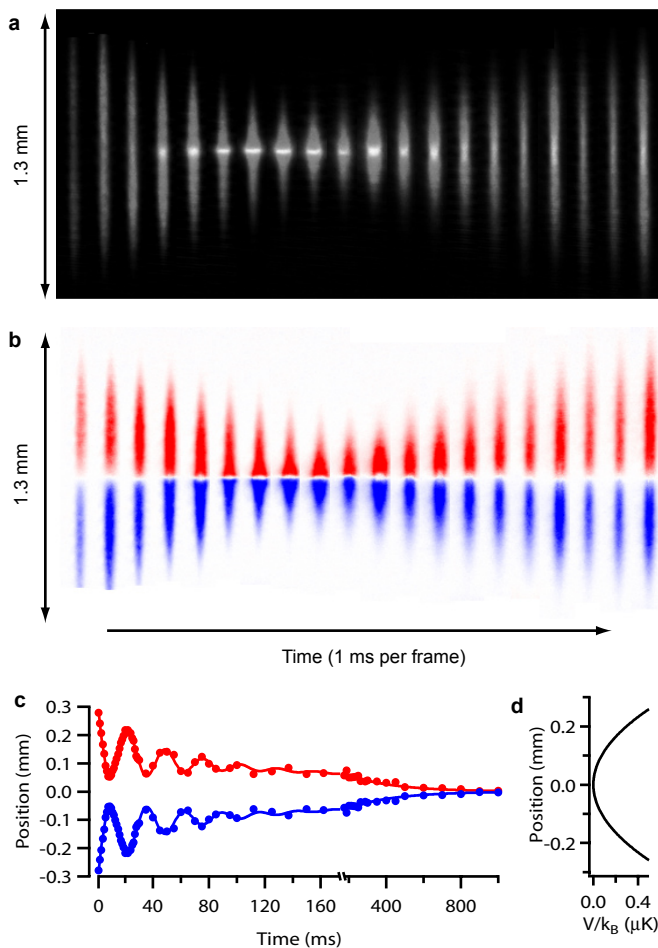 a
1.3 mm
b
1.3 mm
Time (1 ms per frame)
c
d
Position (mm)
0.3
0.2
0.1
0.0
-0.1
-0.2
-0.3
0 40 80 120 160 400 800
Time (ms)
Position (mm)
0.2
0.0
-0.2
0.0 0.4
V/kB (μK)